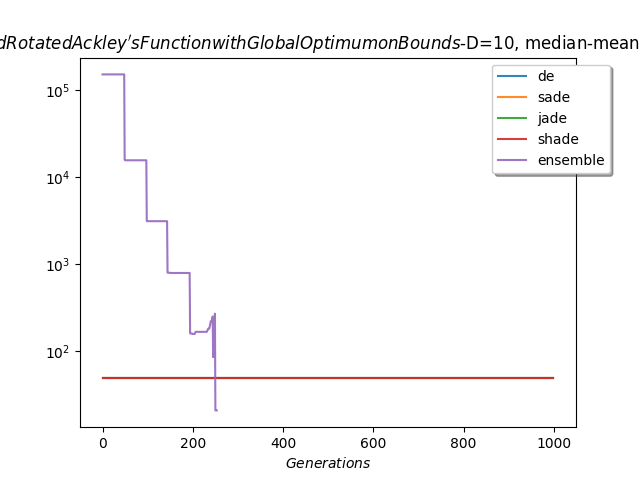 dRotatedAckley'sFunctionwithGlobalOptimumonBounds-D=10, median-mean
de
sade
jade
shade
ensemble
10^5
10^4
10^3
10^2
0 200 400 600 800 1000
Generations